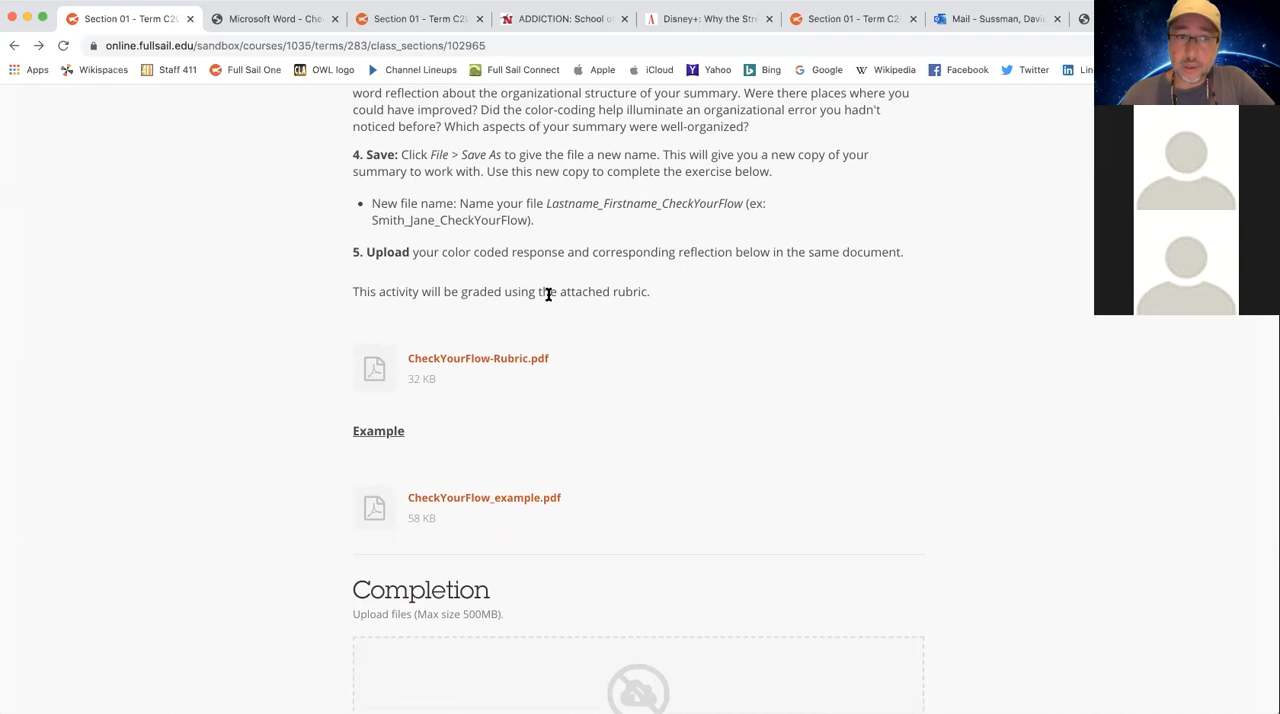 Section 01 - Term C20
Microsoft Word - Che
Section 01 - Term C20
ADDICTION: School o
Disney+: Why the Stre
Section 01 - Term C20
Mail - Sussman, Davi
online.fullsail.edu/sandbox/courses/1035/terms/283/class_sections/102965
Apps Wikispaces Staff 411 Full Sail One OWL logo Channel Lineups Full Sail Connect Apple iCloud Yahoo Bing Google Wikipedia Facebook Twitter Lin
word reflection about the organizational structure of your summary. Were there places where you
could have improved? Did the color-coding help illuminate an organizational error you hadn't
noticed before? Which aspects of your summary were well-organized?
4. Save: Click File > Save As to give the file a new name. This will give you a new copy of your
summary to work with. Use this new copy to complete the exercise below.
• New file name: Name your file Lastname_Firstname_CheckYourFlow (ex:
Smith_Jane_CheckYourFlow).
5. Upload your color coded response and corresponding reflection below in the same document.
This activity will be graded using the attached rubric.
CheckYourFlow-Rubric.pdf
32 KB
Example
CheckYourFlow_example.pdf
58 KB
Completion
Upload files (Max size 500MB).